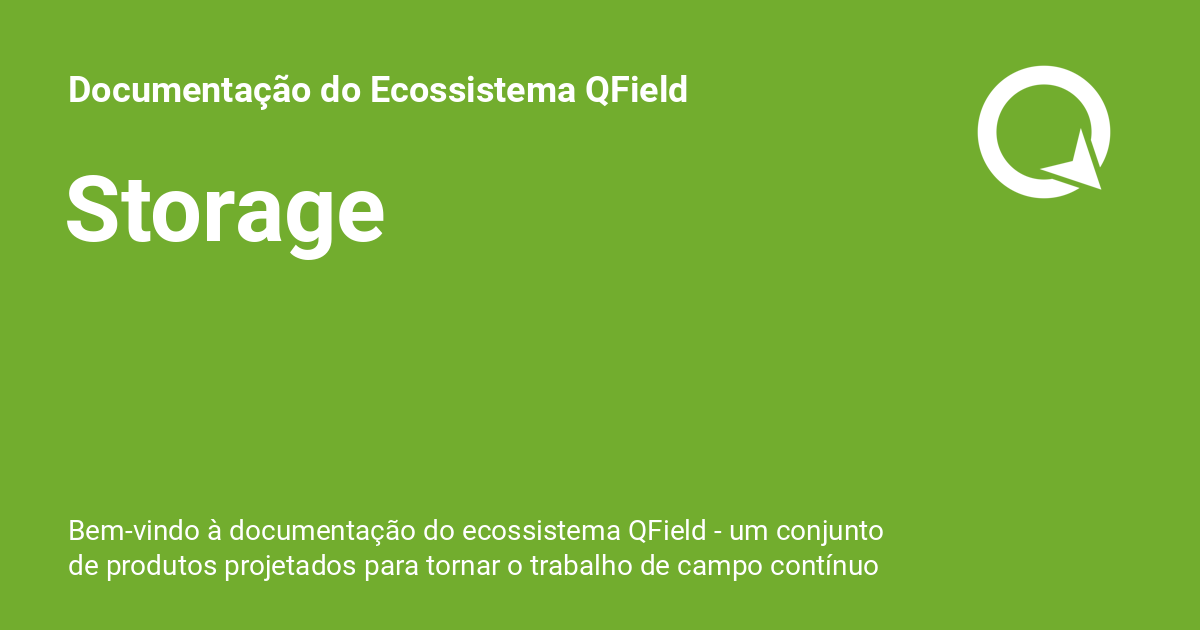 Documentação do Ecossistema QField
Storage
Bem-vindo à documentação do ecossistema QField - um conjunto
de produtos projetados para tornar o trabalho de campo contínuo